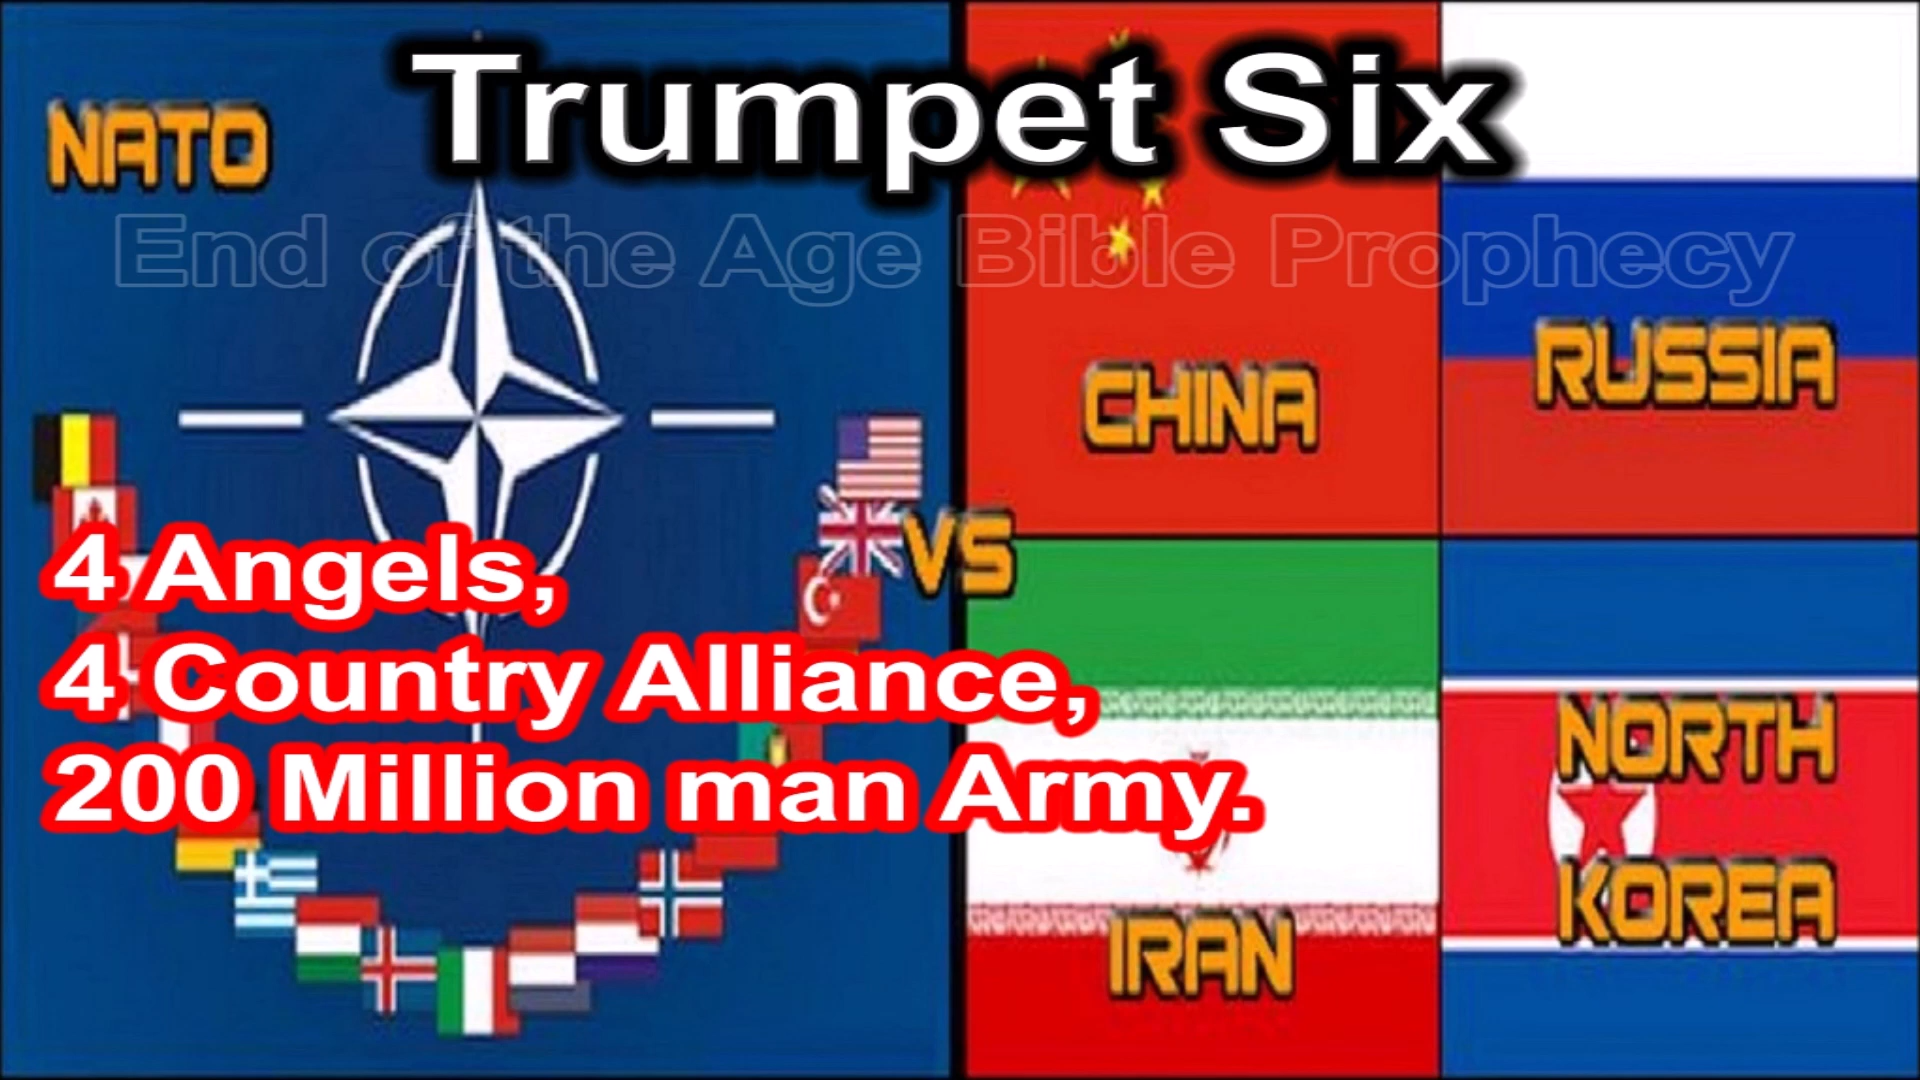 Trumpet Six
NATO
End of the Age Bible Prophecy
RUSSIA
CHINA
VS
4 Angels,
4 Country Alliance,
200 Million man Army.
NORTH
KOREA
IRAN